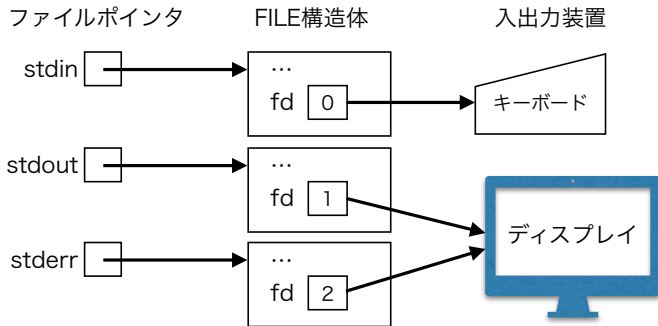 ファイルポインタ FILE構造体 入出力装置
stdin …
fd 0 キーボード
stdout …
fd 1
ディスプレイ
stderr …
fd 2